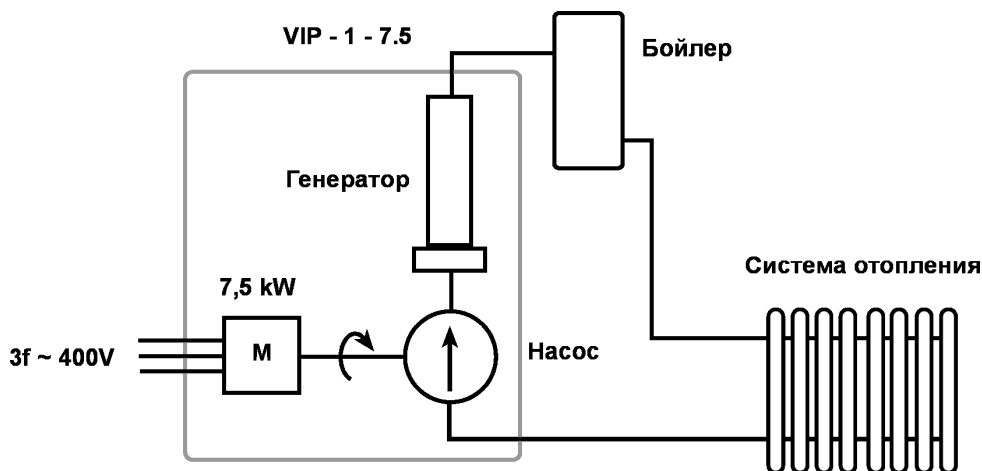 VIP - 1 - 7.5
Бойлер
Генератор
Система отопления
7,5 kW
3f ~ 400V
M
Насос